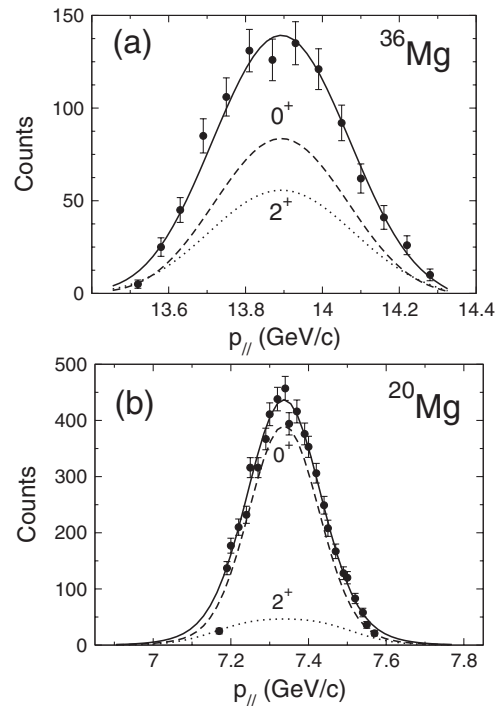 150
(a)
³⁶Mg
100
0⁺
Counts
50
2⁺
0
13.6 13.8 14 14.2 14.4
p// (GeV/c)
500
(b)
²⁰Mg
400
0⁺
300
Counts
200
100
2⁺
0
7 7.2 7.4 7.6 7.8
p// (GeV/c)